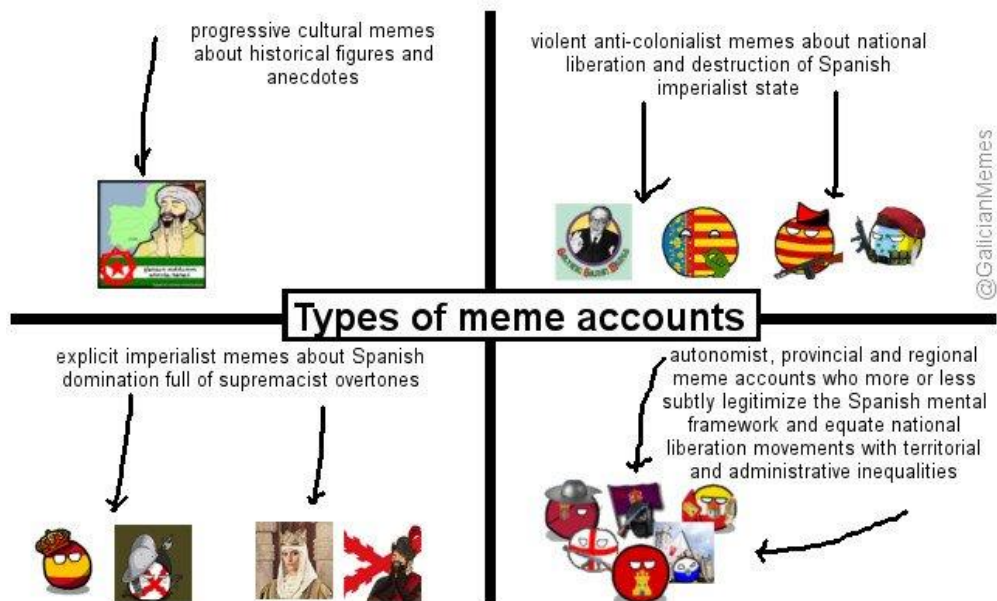 progressive cultural memes
about historical figures and
anecdotes
violent anti-colonialist memes about national
liberation and destruction of Spanish
imperialist state
@GalicianMemes
Types of meme accounts
explicit imperialist memes about Spanish
domination full of supremacist overtones
autonomist, provincial and regional
meme accounts who more or less
subtly legitimize the Spanish mental
framework and equate national
liberation movements with territorial
and administrative inequalities